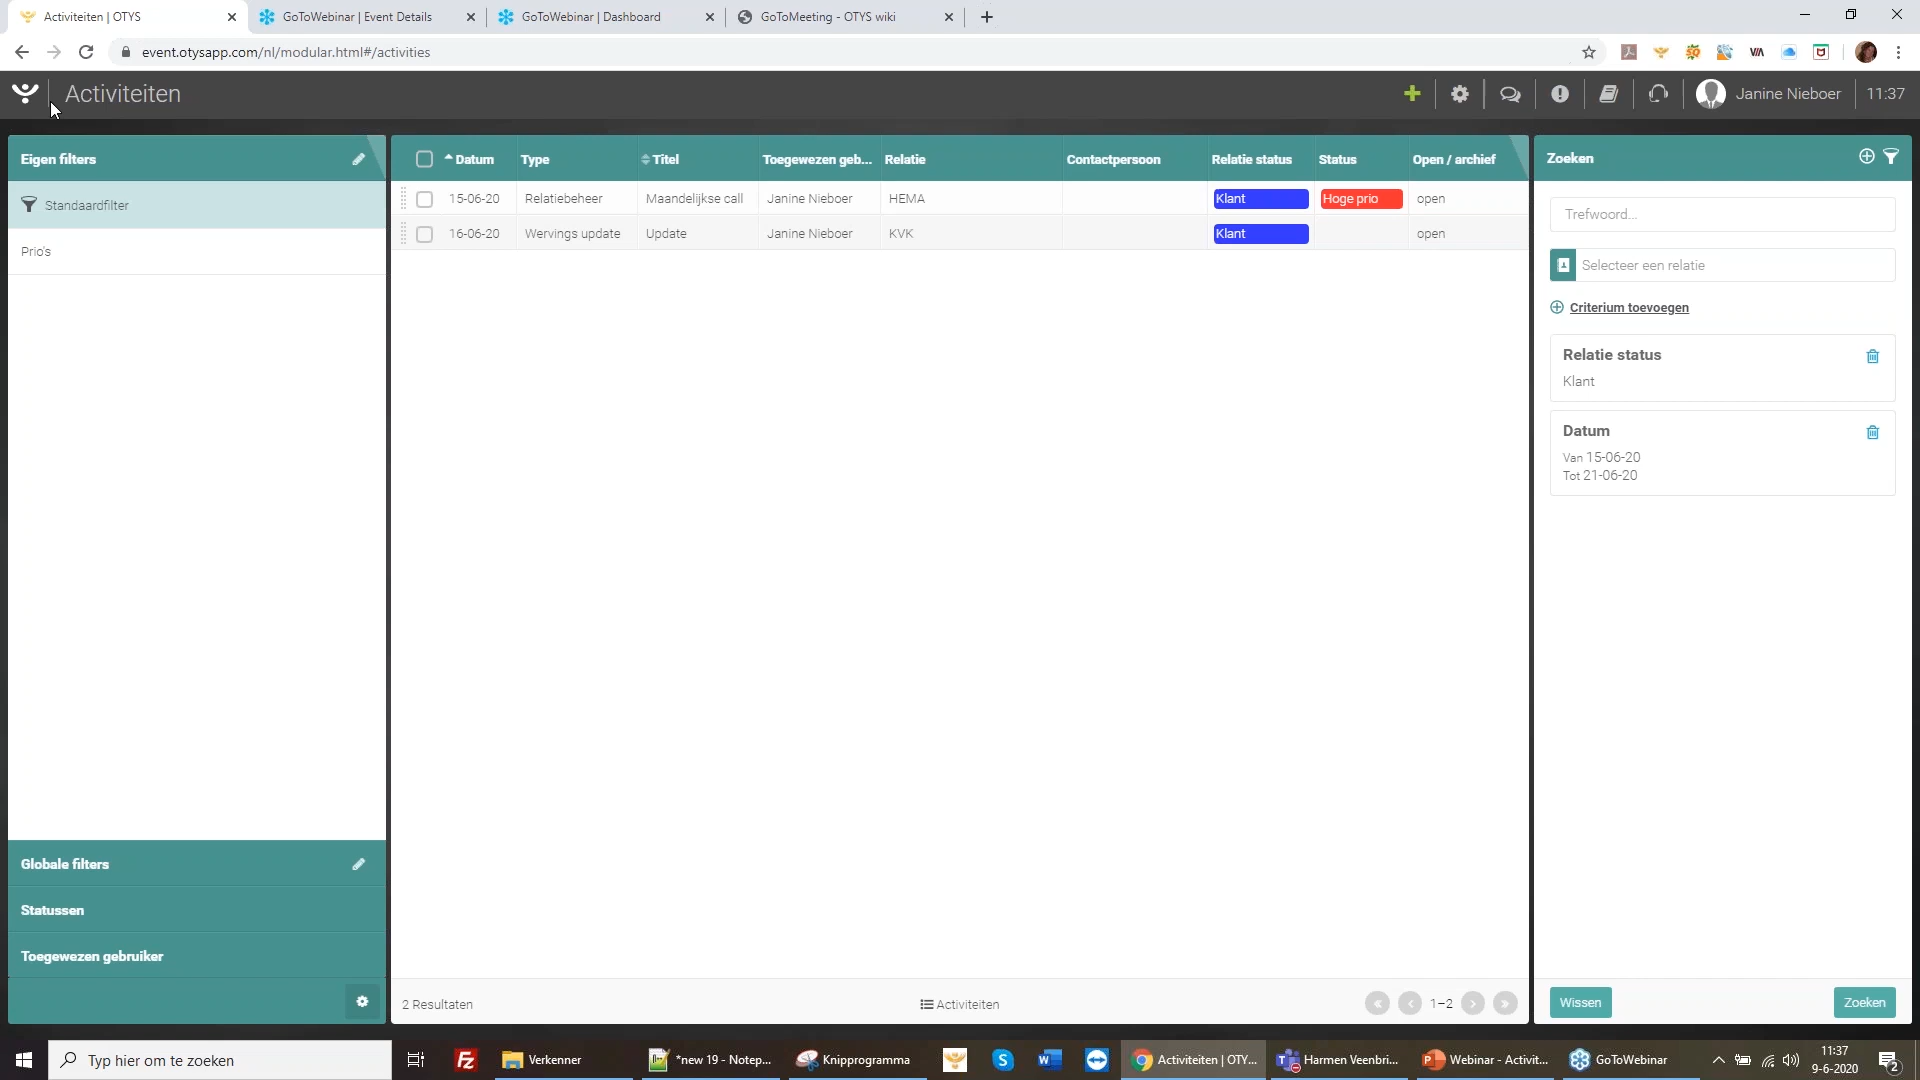 Activiteiten | OTYS
GoToWebinar | Event Details
GoToWebinar | Dashboard
GoToMeeting - OTYS wiki
event.otysapp.com/nl/modular.html#/activities
Activiteiten
Janine Nieboer
11:37
Eigen filters
Standaardfilter
Prio's
Globale filters
Statussen
Toegewezen gebruiker
Datum Type Titel Toegewezen geb... Relatie Contactpersoon Relatie status Status Open / archief
15-06-20 Relatiebeheer Maandelijkse call Janine Nieboer HEMA Klant Hoge prio open
16-06-20 Wervings update Update Janine Nieboer KVK Klant open
2 Resultaten
Activiteiten
1–2
Zoeken
Trefwoord...
Selecteer een relatie
Criterium toevoegen
Relatie status
Klant
Datum
Van 15-06-20
Tot 21-06-20
Wissen
Zoeken
Typ hier om te zoeken
Verkenner
*new 19 - Notep...
Knipprogramma
Activiteiten | OTY...
Harmen Veenbri...
Webinar - Activit...
GoToWebinar
11:37
9-6-2020
2